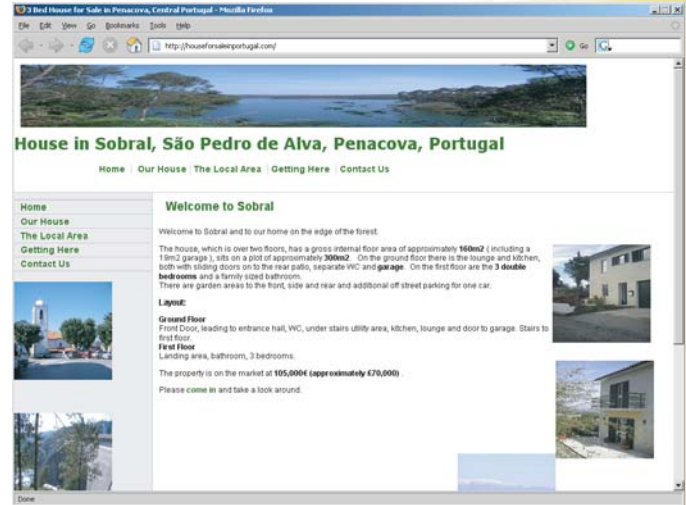 3 Bed House for Sale in Penacova, Central Portugal - Mozilla Firefox
File Edit View Go Bookmarks Tools Help
http://houseforsaleinportugal.com/ Go
House in Sobral, São Pedro de Alva, Penacova, Portugal
Home Our House The Local Area Getting Here Contact Us
Home
Our House
The Local Area
Getting Here
Contact Us
Welcome to Sobral
Welcome to Sobral and to our home on the edge of the forest.
The house, which is over two floors, has a gross internal floor area of approximately 160m2 ( including a
19m2 garage ), sits on a plot of approximately 300m2. On the ground floor there is the lounge and kitchen,
both with sliding doors on to the rear patio, separate WC and garage. On the first floor are the 3 double
bedrooms and a family sized bathroom.
There are garden areas to the front, side and rear and additional off street parking for one car.
Layout:
Ground Floor
Front Door, leading to entrance hall, WC, under stairs utility area, kitchen, lounge and door to garage. Stairs to
first floor.
First Floor
Landing area, bathroom, 3 bedrooms.
The property is on the market at 105,000€ (approximately £70,000) .
Please come in and take a look around.
Done